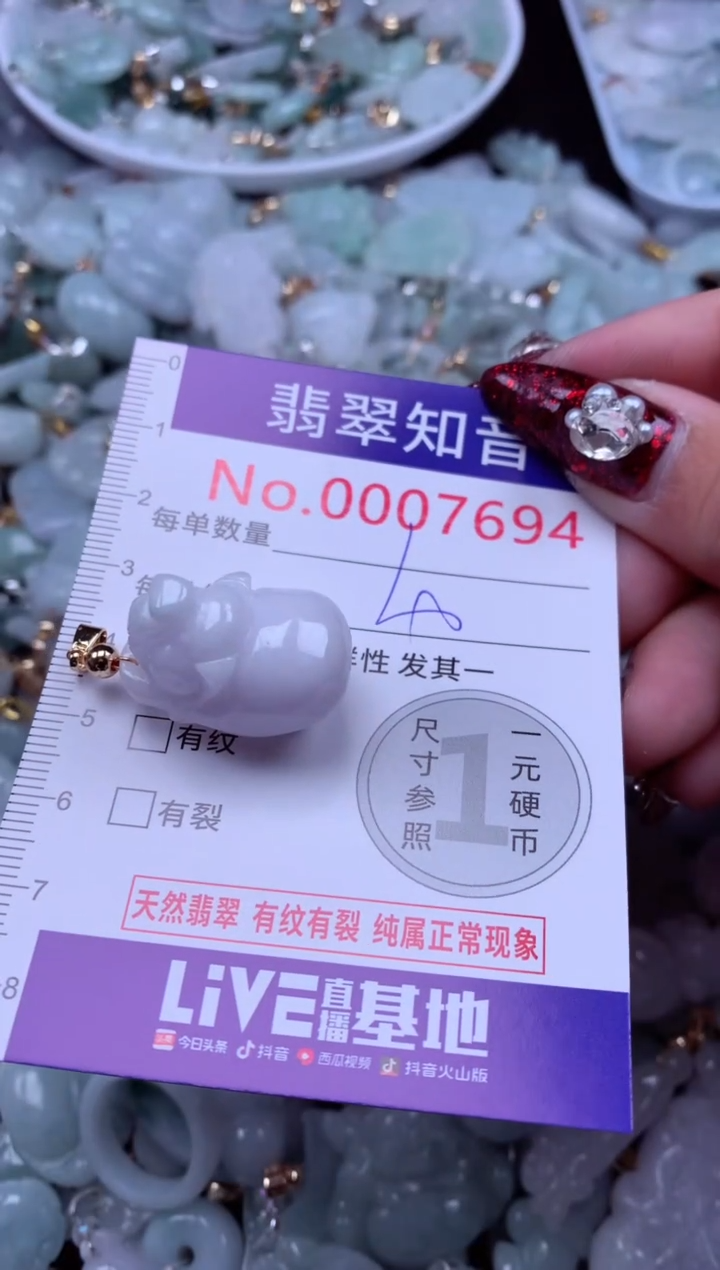 0
翡翠知音
1
No.0007694
2
每单数量
3
性 发其一
5
有纹
尺寸参照
1
一元硬币
6
有裂
7
天然翡翠 有纹有裂 纯属正常现象
8
LiVE直播基地
今日头条 抖音 西瓜视频 抖音火山版